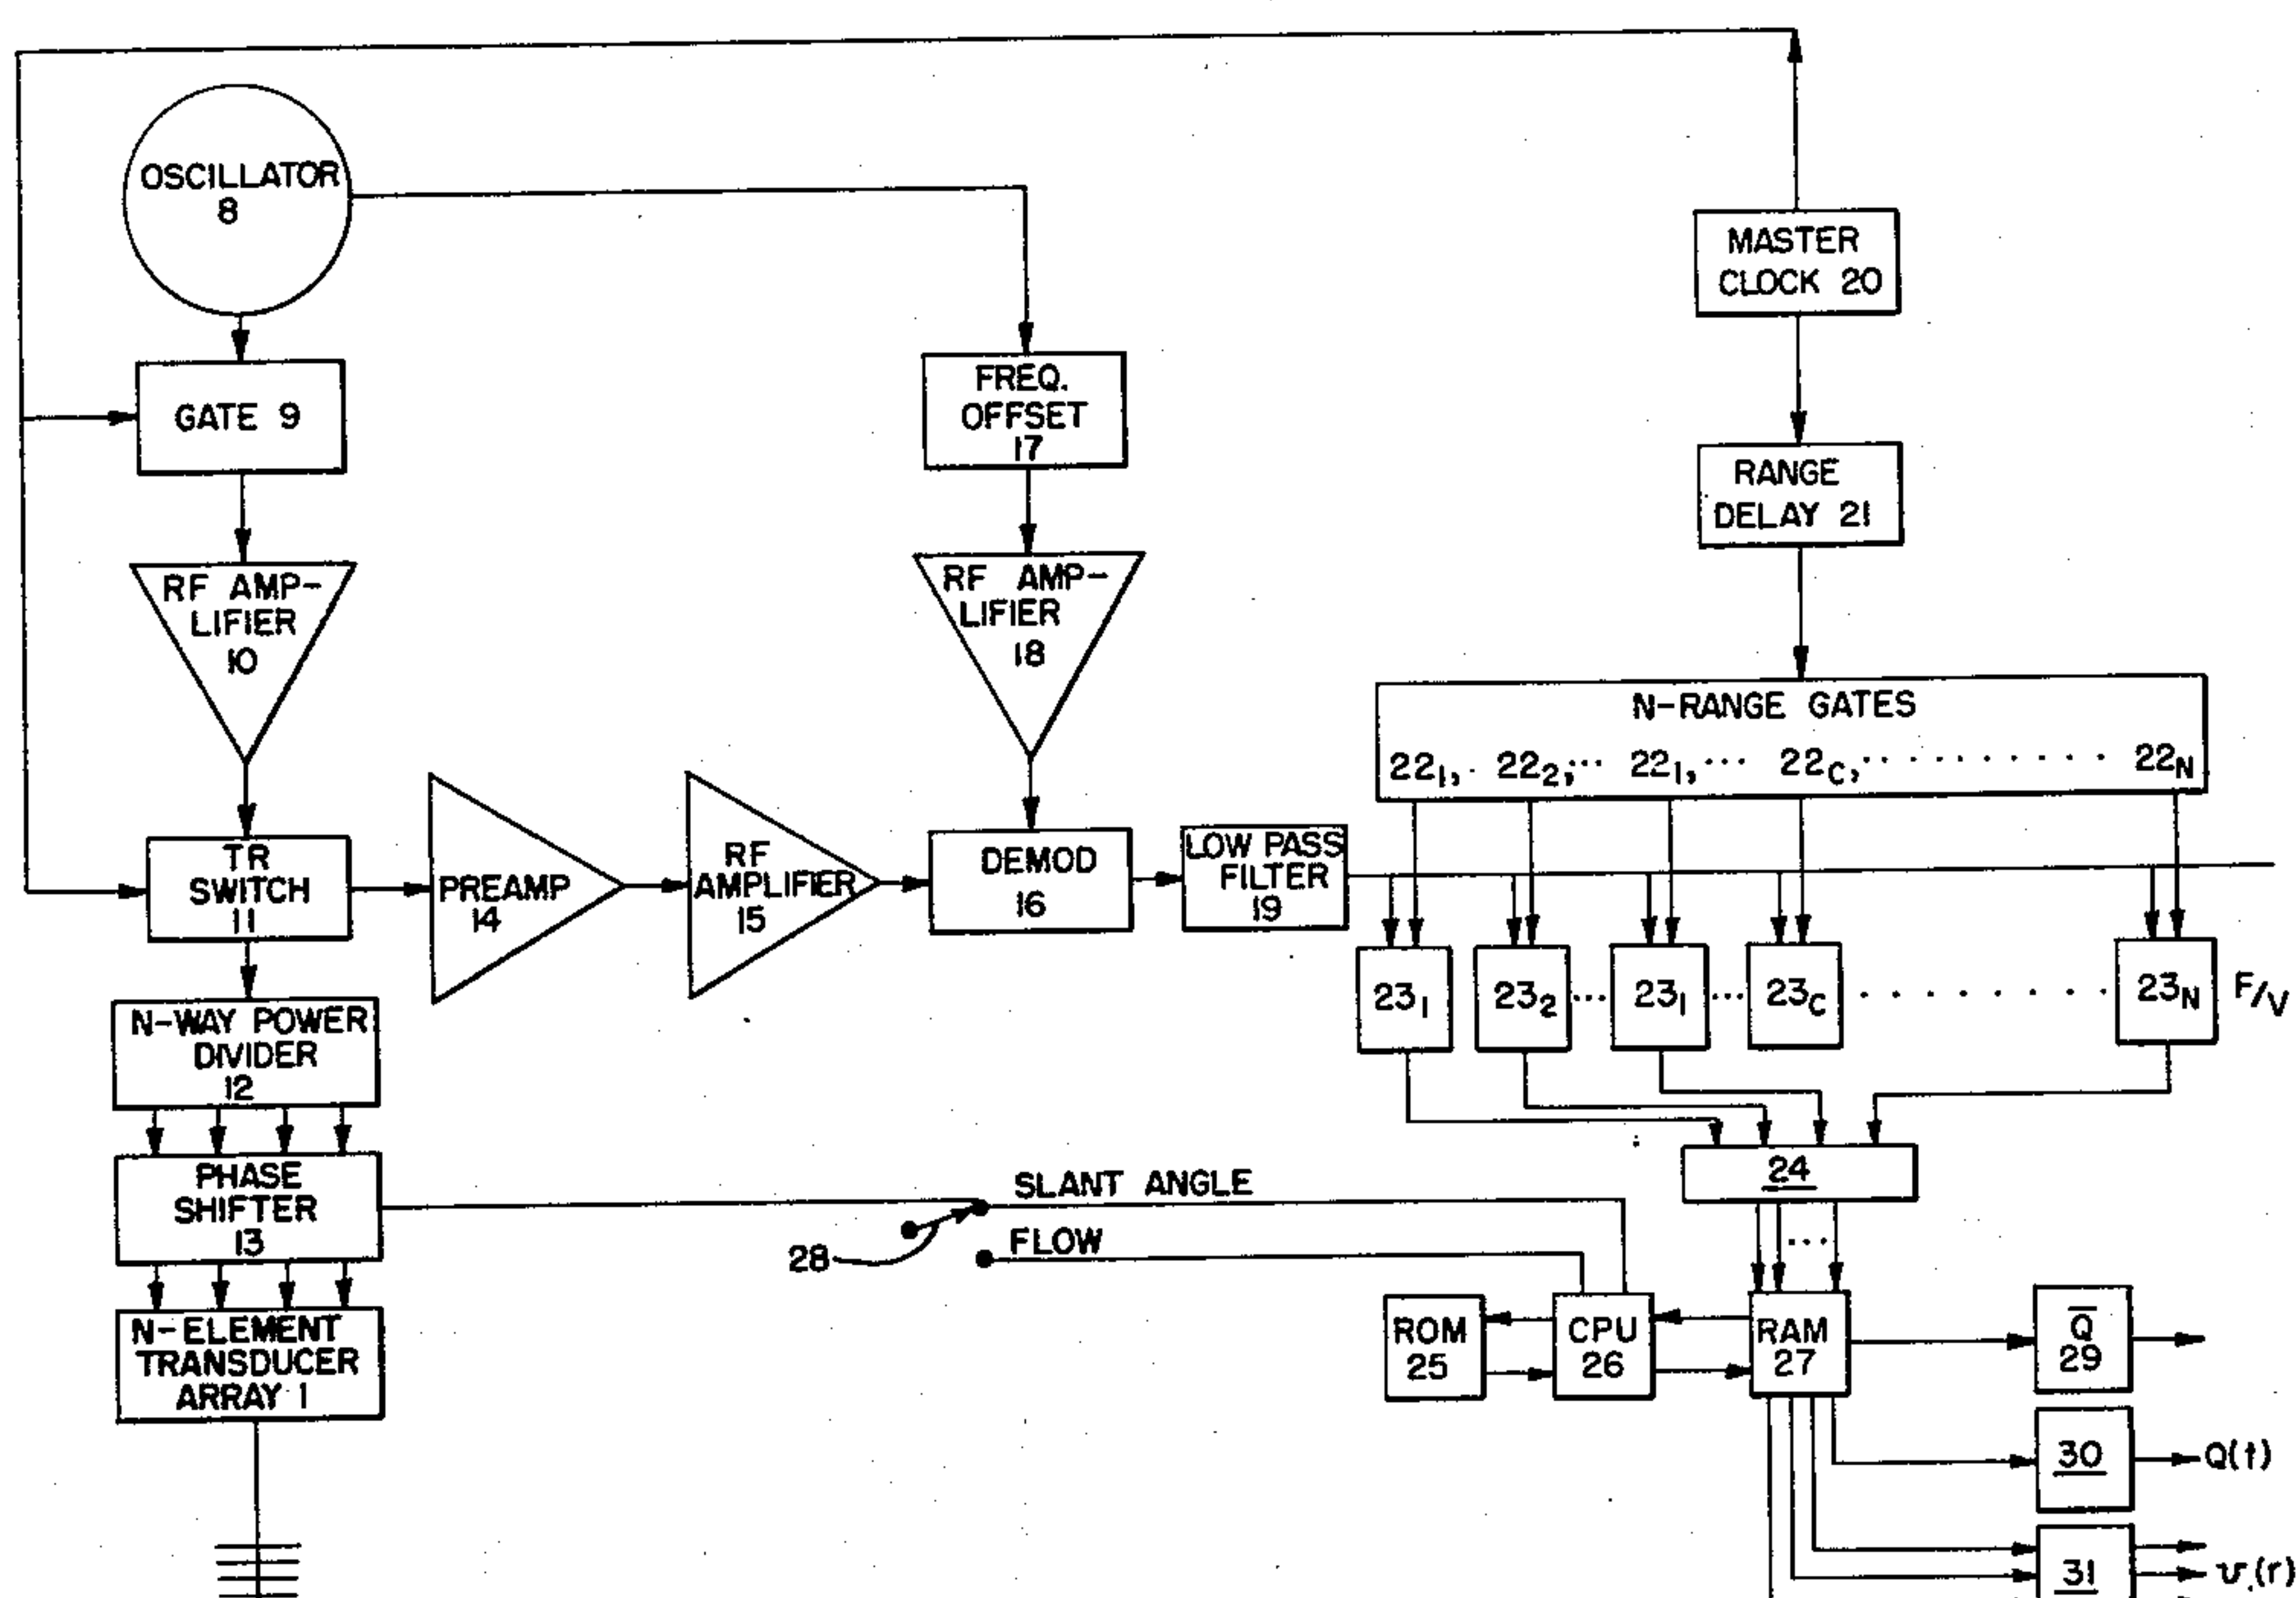 OSCILLATOR
8
MASTER
CLOCK 20
GATE 9
FREQ.
OFFSET
17
RANGE
DELAY 21
RF AMP-
LIFIER
10
RF AMP-
LIFIER
18
N-RANGE GATES
22₁, 22₂, ... 22₁, ... 22C, .......... 22N
TR
SWITCH
11
PREAMP
14
RF
AMPLIFIER
15
DEMOD
16
LOW PASS
FILTER
19
23₁ 23₂ ... 23₁ ... 23C ......... 23N F/V
N-WAY POWER
DIVIDER
12
PHASE
SHIFTER
13
SLANT ANGLE
FLOW
28
24
...
N-ELEMENT
TRANSDUCER
ARRAY 1
ROM
25
CPU
26
RAM
27
Q̅
29
30 Q(t)
31 v.(r)